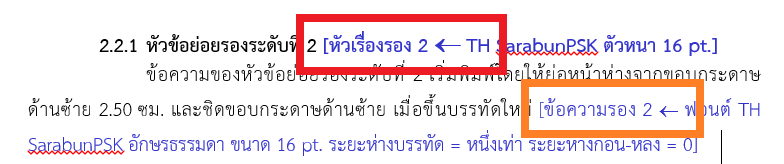 2.2.1 หัวข้อย่อยรองระดับที่ 2 [หัวเรื่องรอง 2 ← TH SarabunPSK ตัวหนา 16 pt.]
ข้อความของหัวข้อย่อยรองระดับที่ 2 เริ่มพิมพ์โดยให้ย่อหน้าห่างจากขอบกระดาษ
ด้านซ้าย 2.50 ซม. และชิดขอบกระดาษด้านซ้าย เมื่อขึ้นบรรทัดใหม่ [ข้อความรอง 2 ← ฟอนต์ TH
SarabunPSK อักษรธรรมดา ขนาด 16 pt. ระยะห่างบรรทัด = หนึ่งเท่า ระยะห่างก่อน-หลัง = 0]